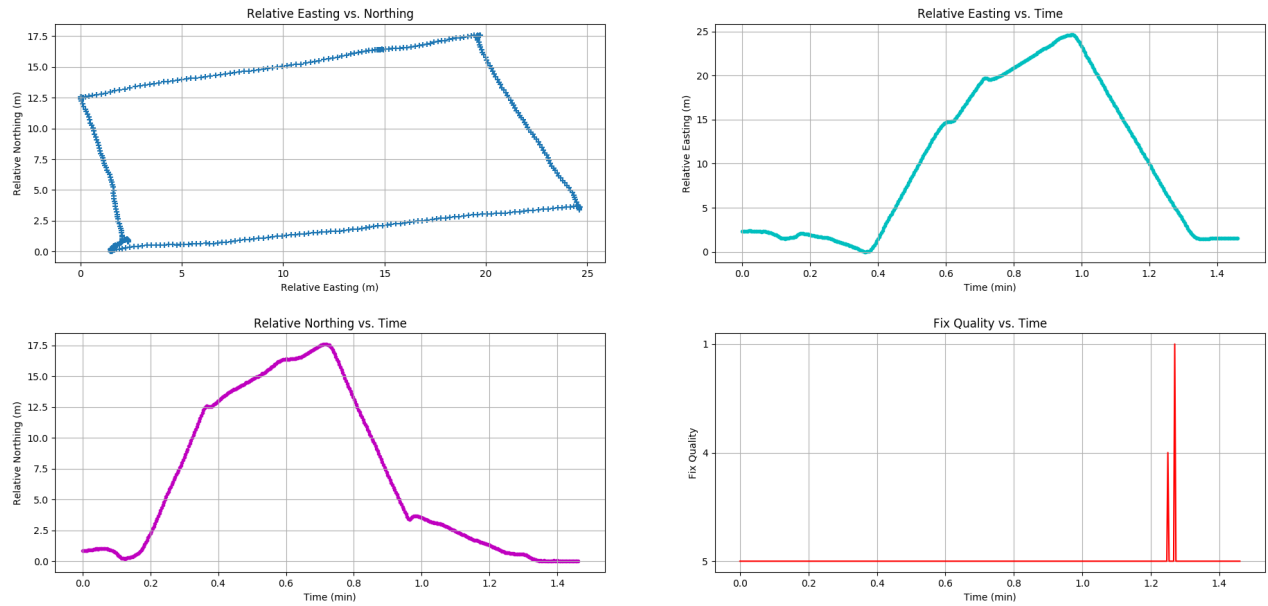 Relative Easting vs. Northing
17.5
15.0
12.5
10.0
7.5
5.0
2.5
0.0
Relative Northing (m)
0 5 10 15 20 25
Relative Easting (m)
Relative Easting vs. Time
25
20
15
10
5
0
Relative Easting (m)
0.0 0.2 0.4 0.6 0.8 1.0 1.2 1.4
Time (min)
Relative Northing vs. Time
17.5
15.0
12.5
10.0
7.5
5.0
2.5
0.0
Relative Northing (m)
0.0 0.2 0.4 0.6 0.8 1.0 1.2 1.4
Time (min)
Fix Quality vs. Time
1
4
5
Fix Quality
0.0 0.2 0.4 0.6 0.8 1.0 1.2 1.4
Time (min)